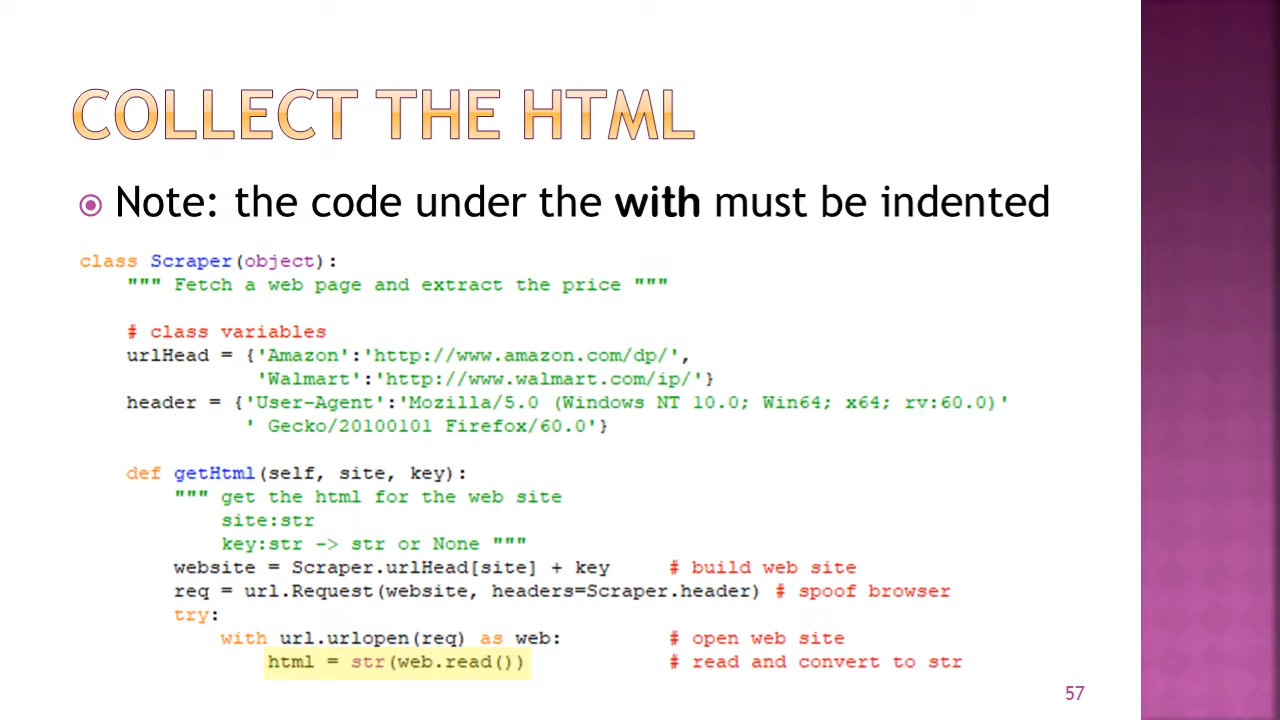 COLLECT THE HTML
Note: the code under the with must be indented
class Scraper(object):
    """ Fetch a web page and extract the price """
    # class variables
    urlHead = {'Amazon':'http://www.amazon.com/dp/',
               'Walmart':'http://www.walmart.com/ip/'}
    header = {'User-Agent':'Mozilla/5.0 (Windows NT 10.0; Win64; x64; rv:60.0)'
              ' Gecko/20100101 Firefox/60.0'}
    def getHtml(self, site, key):
        """ get the html for the web site
            site:str
            key:str -> str or None """
        website = Scraper.urlHead[site] + key     # build web site
        req = url.Request(website, headers=Scraper.header) # spoof browser
        try:
            with url.urlopen(req) as web:         # open web site
                html = str(web.read())            # read and convert to str
57